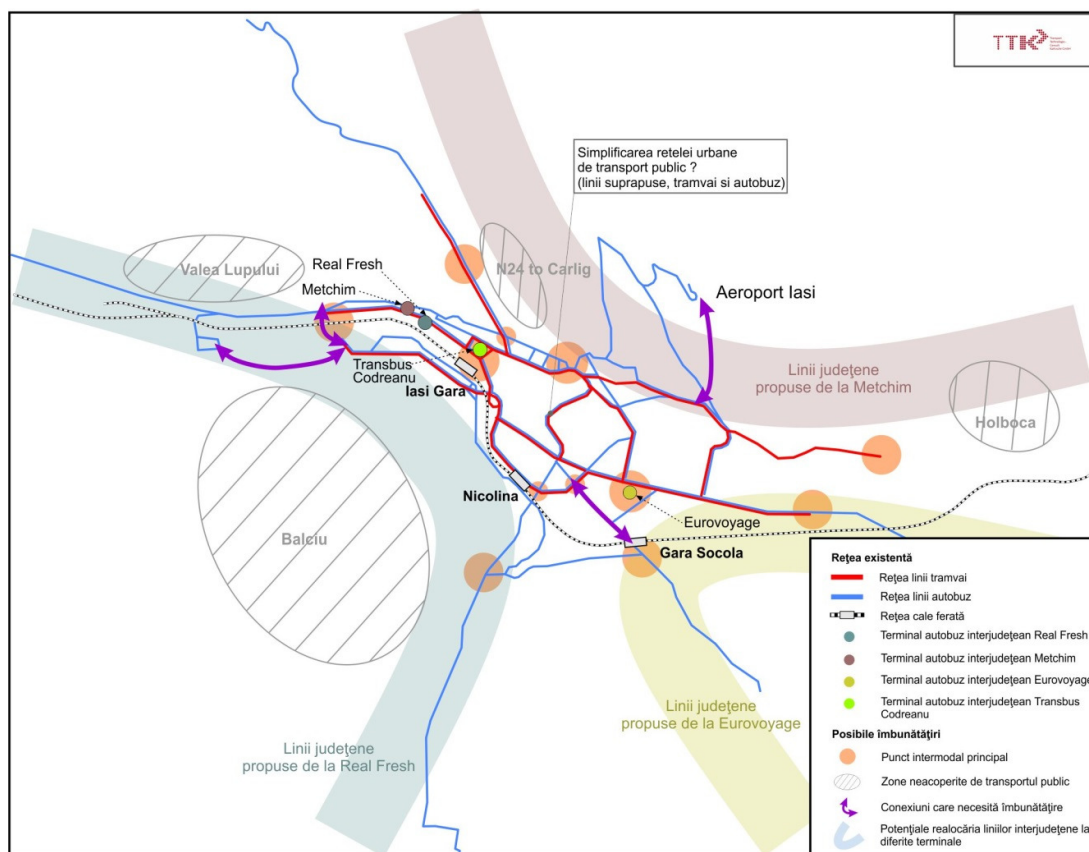 TTK
Simplificarea retelei urbane
de transport public ?
(linii suprapuse, tramvai si autobuz)
Valea Lupului
Real Fresh
Metchim
N24 to Carlig
Aeroport Iasi
Transbus
Codreanu
Iasi Gara
Linii judeţene
propuse de la Metchim
Holboca
Nicolina
Eurovoyage
Balciu
Gara Socola
Linii judeţene
propuse de la Eurovoyage
Linii judeţene
propuse de la Real Fresh
Reţea existentă
Reţea linii tramvai
Reţea linii autobuz
Reţea cale ferată
Terminal autobuz interjudeţean Real Fresh
Terminal autobuz interjudeţean Metchim
Terminal autobuz interjudeţean Eurovoyage
Terminal autobuz interjudeţean Transbus
Codreanu
Posibile îmbunătăţiri
Punct intermodal principal
Zone neacoperite de transportul public
Conexiuni care necesită îmbunătăţire
Potenţiale realocăria liniilor interjudeţene la
diferite terminale